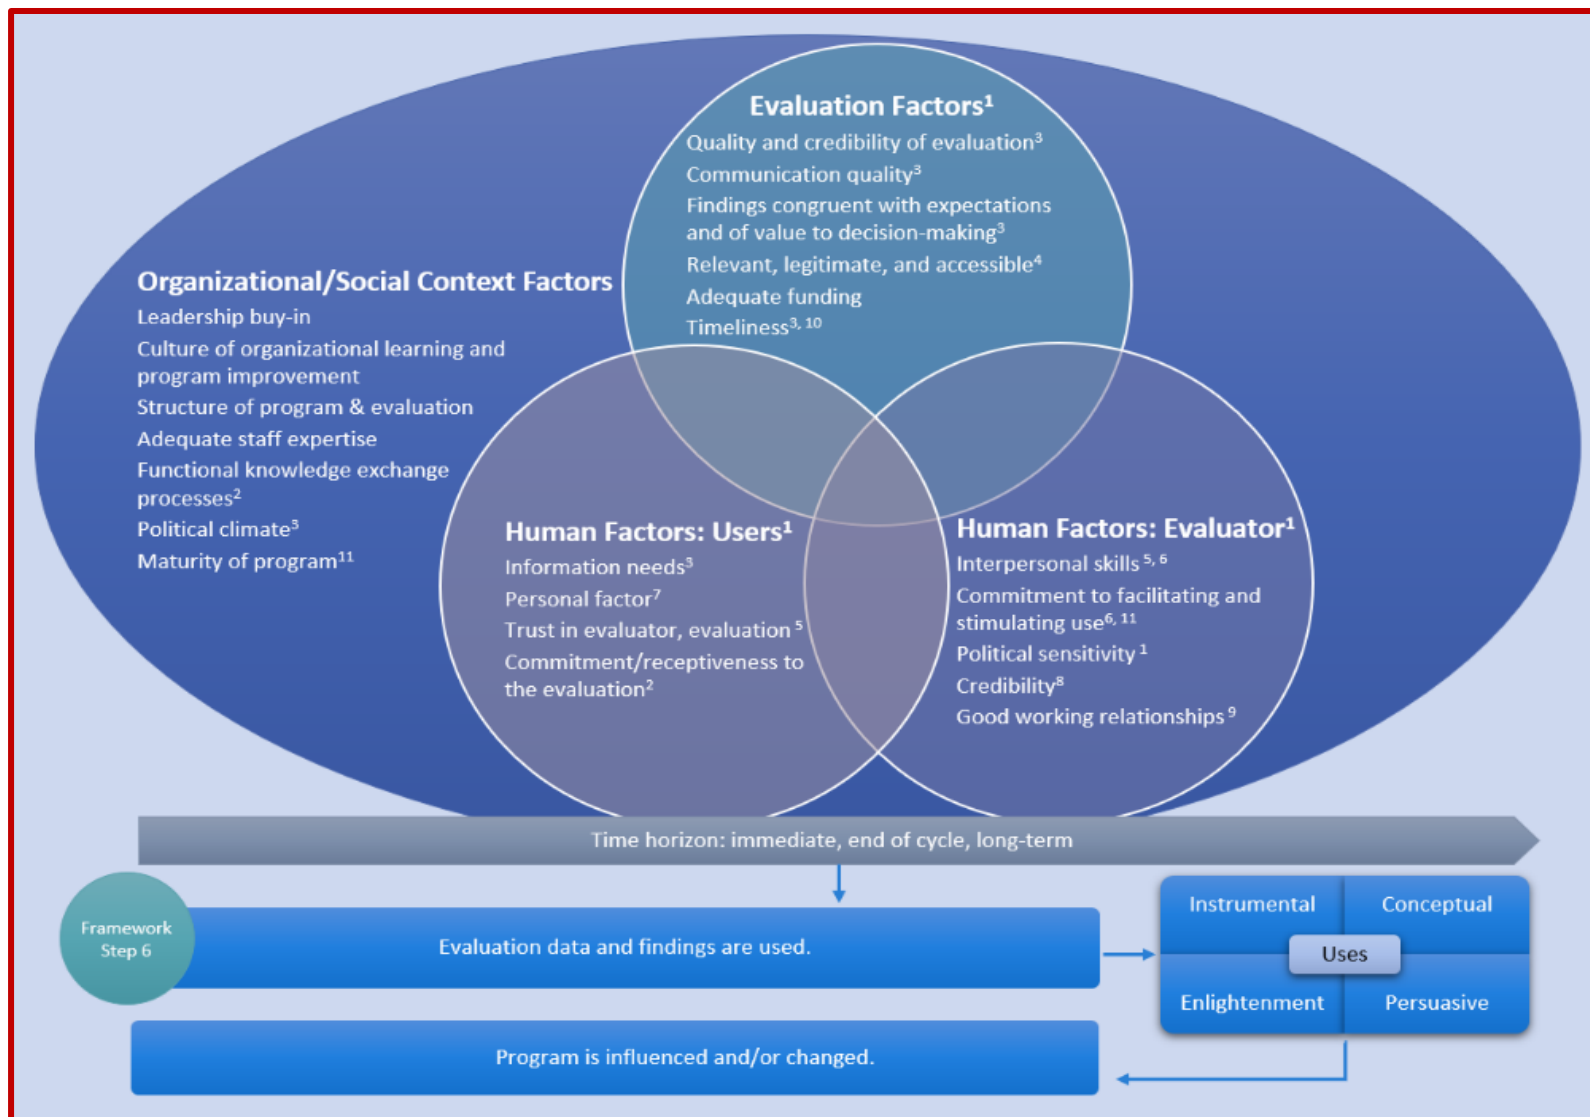 Evaluation Factors¹
Quality and credibility of evaluation³
Communication quality³
Findings congruent with expectations
and of value to decision-making³
Relevant, legitimate, and accessible⁴
Adequate funding
Timeliness³, ¹⁰
Organizational/Social Context Factors
Leadership buy-in
Culture of organizational learning and
program improvement
Structure of program & evaluation
Adequate staff expertise
Functional knowledge exchange
processes²
Political climate³
Maturity of program¹¹
Human Factors: Users¹
Information needs³
Personal factor⁷
Trust in evaluator, evaluation ⁵
Commitment/receptiveness to
the evaluation²
Human Factors: Evaluator¹
Interpersonal skills ⁵, ⁶
Commitment to facilitating and
stimulating use⁶, ¹¹
Political sensitivity ¹
Credibility⁸
Good working relationships ⁹
Time horizon: immediate, end of cycle, long-term
Framework
Step 6
Evaluation data and findings are used.
Instrumental
Conceptual
Uses
Enlightenment
Persuasive
Program is influenced and/or changed.